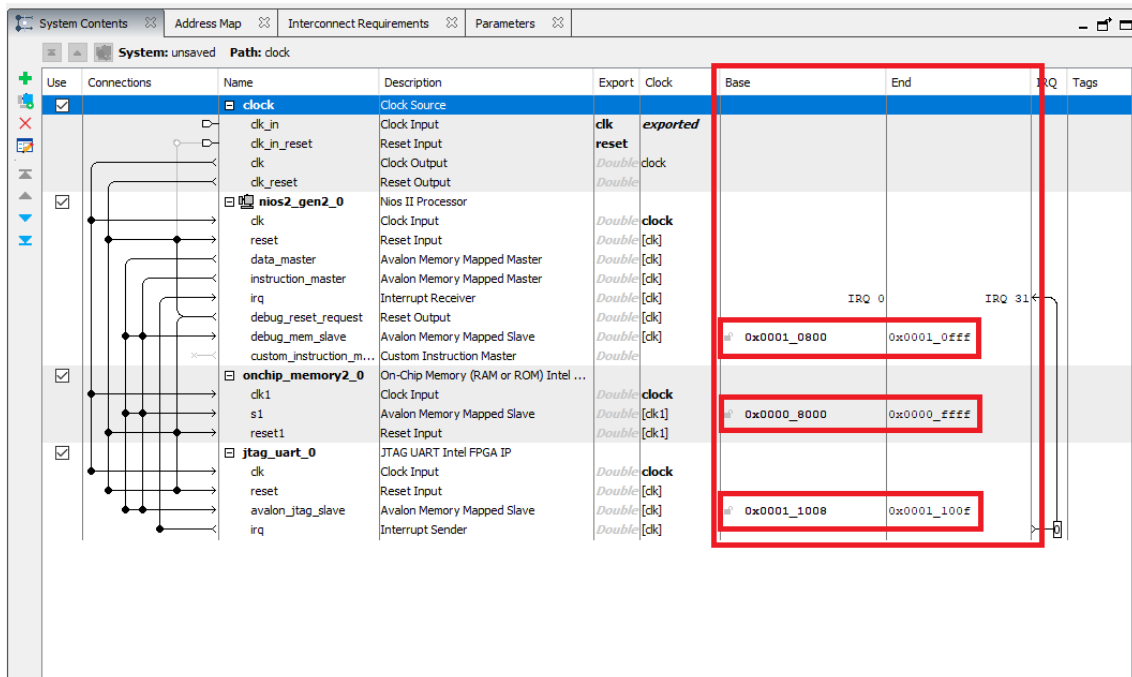 System Contents Address Map Interconnect Requirements Parameters
System: unsaved Path: clock
Use Connections Name Description Export Clock Base End IRQ Tags
clock Clock Source
clk_in Clock Input clk exported
clk_in_reset Reset Input reset
clk Clock Output Double clock
clk_reset Reset Output Double
nios2_gen2_0 Nios II Processor
clk Clock Input Double clock
reset Reset Input Double [clk]
data_master Avalon Memory Mapped Master Double [clk]
instruction_master Avalon Memory Mapped Master Double [clk]
irq Interrupt Receiver Double [clk] IRQ 0 IRQ 31
debug_reset_request Reset Output Double [clk]
debug_mem_slave Avalon Memory Mapped Slave Double [clk] 0x0001_0800 0x0001_0fff
custom_instruction_m... Custom Instruction Master Double
onchip_memory2_0 On-Chip Memory (RAM or ROM) Intel ...
clk1 Clock Input Double clock
s1 Avalon Memory Mapped Slave Double [clk1] 0x0000_8000 0x0000_ffff
reset1 Reset Input Double [clk1]
jtag_uart_0 JTAG UART Intel FPGA IP
clk Clock Input Double clock
reset Reset Input Double [clk]
avalon_jtag_slave Avalon Memory Mapped Slave Double [clk] 0x0001_1008 0x0001_100f
irq Interrupt Sender Double [clk] 0